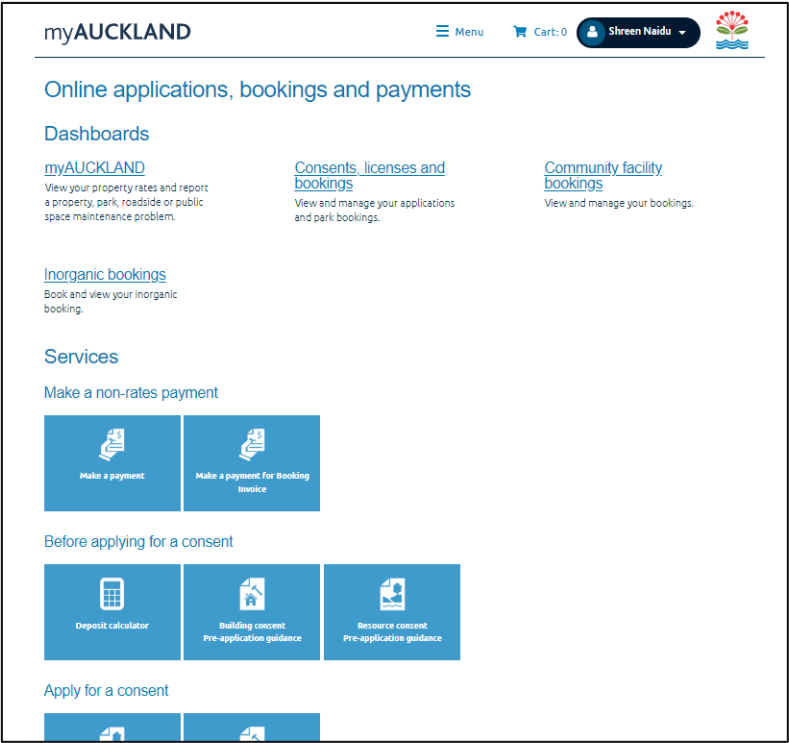 myAUCKLAND
Menu
Cart: 0
Shreen Naidu
Online applications, bookings and payments
Dashboards
myAUCKLAND
View your property rates and report
a property, park, roadside or public
space maintenance problem.
Consents, licenses and
bookings
View and manage your applications
and park bookings.
Community facility
bookings
View and manage your bookings.
Inorganic bookings
Book and view your inorganic
booking.
Services
Make a non-rates payment
Make a payment
Make a payment for Booking
Invoice
Before applying for a consent
Deposit calculator
Building consent
Pre-application guidance
Resource consent
Pre-application guidance
Apply for a consent